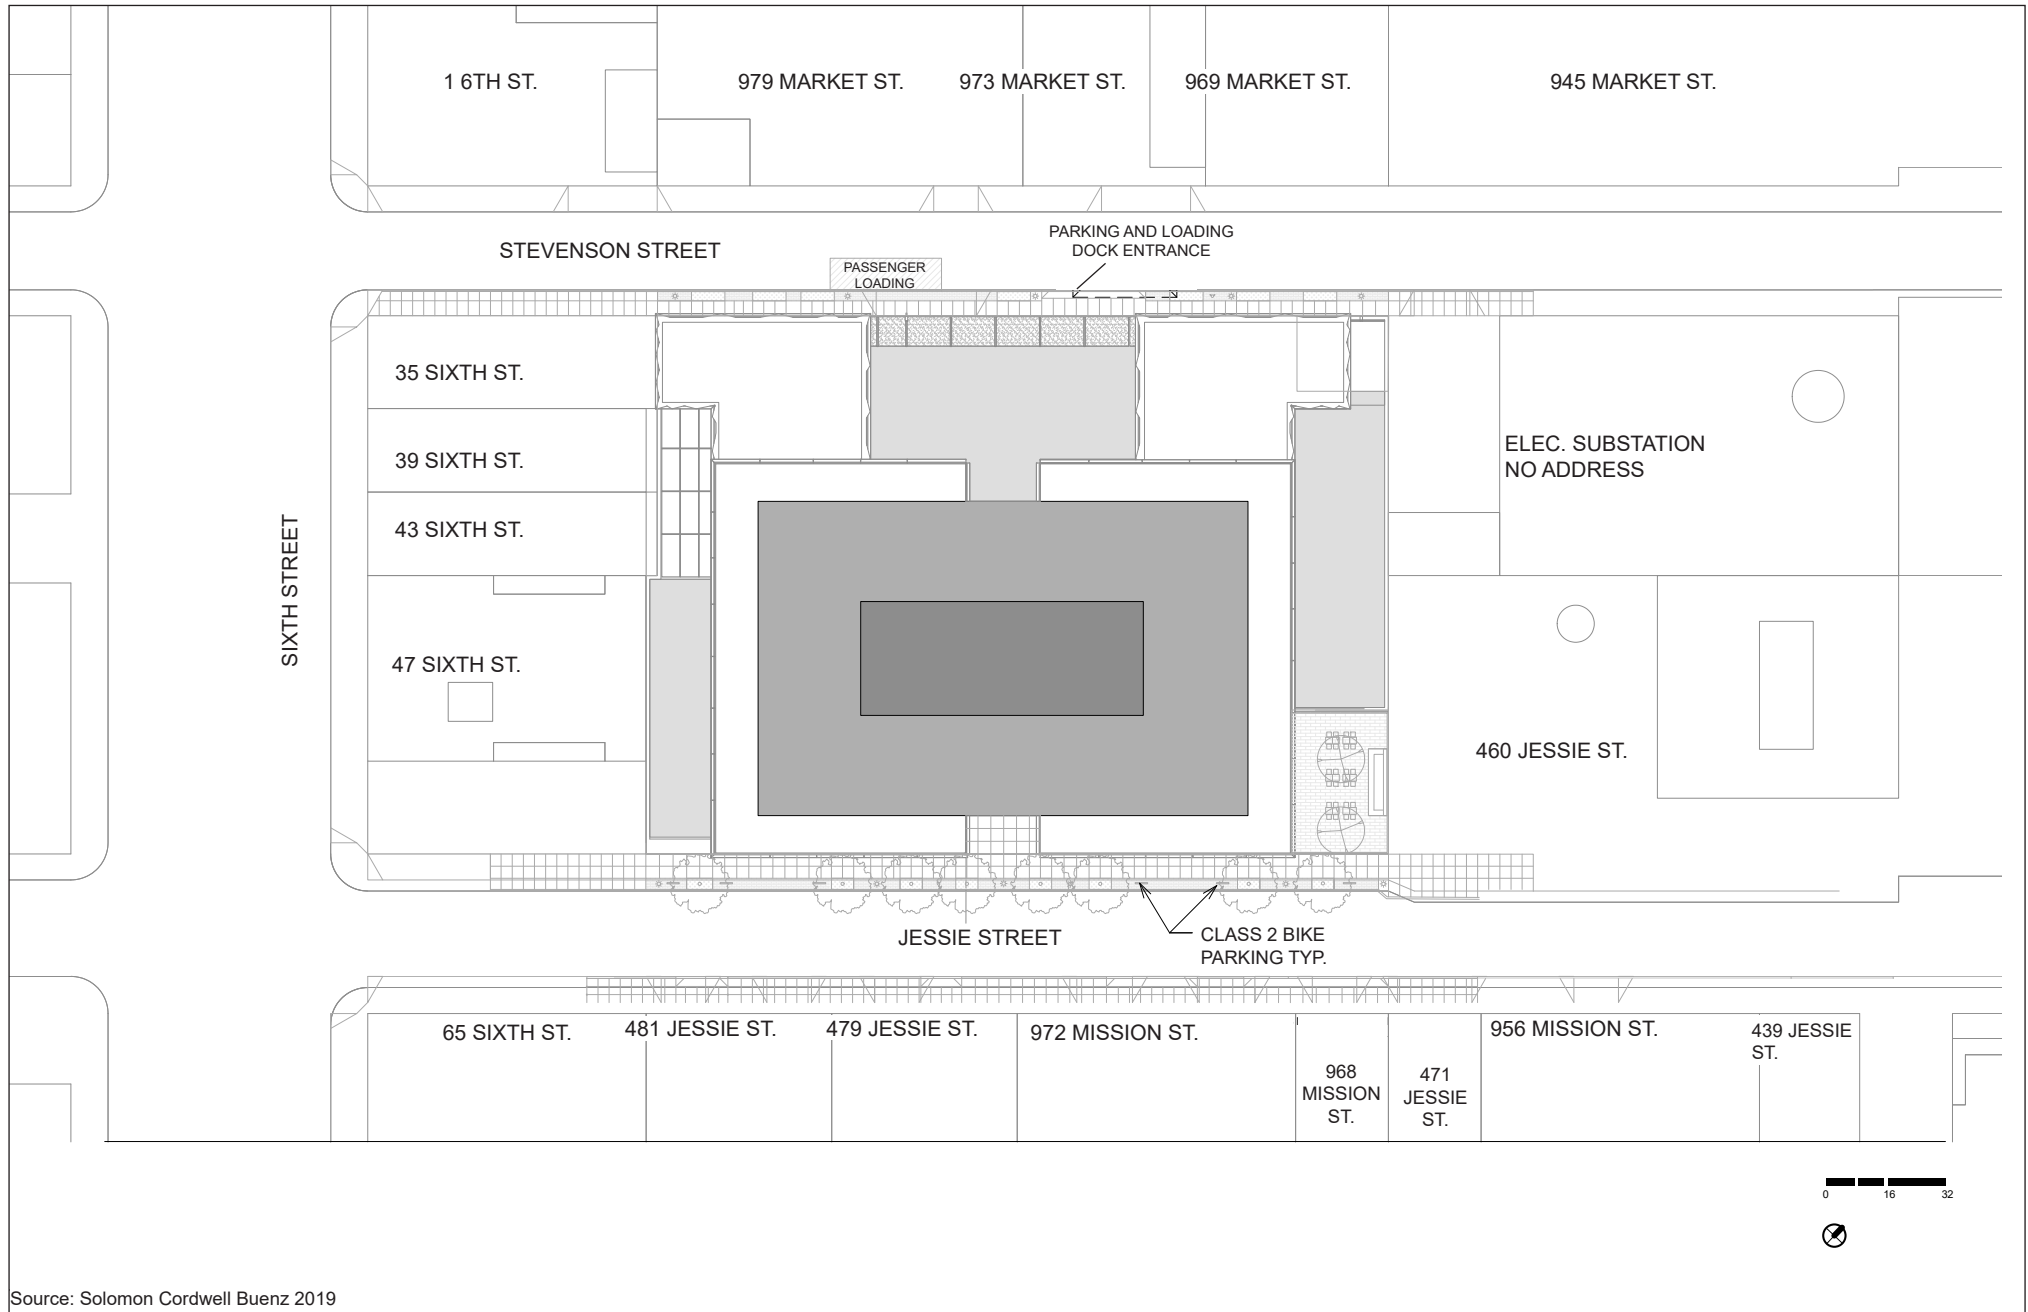 1 6TH ST.
979 MARKET ST.
973 MARKET ST.
969 MARKET ST.
945 MARKET ST.
STEVENSON STREET
PARKING AND LOADING
DOCK ENTRANCE
PASSENGER
LOADING
35 SIXTH ST.
39 SIXTH ST.
43 SIXTH ST.
47 SIXTH ST.
SIXTH STREET
ELEC. SUBSTATION
NO ADDRESS
460 JESSIE ST.
JESSIE STREET
CLASS 2 BIKE
PARKING TYP.
65 SIXTH ST.
481 JESSIE ST.
479 JESSIE ST.
972 MISSION ST.
968
MISSION
ST.
471
JESSIE
ST.
956 MISSION ST.
439 JESSIE
ST.
0 16 32
Source: Solomon Cordwell Buenz 2019